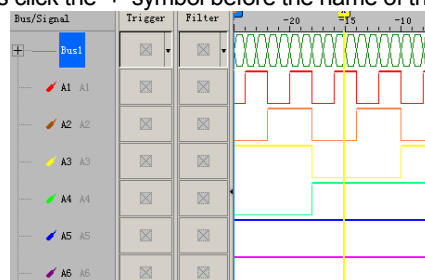 s click the "+" symbol before the name of th
Bus/Signal Trigger Filter -20 -15 -10
Bus1
A1 A1
A2 A2
A3 A3
A4 A4
A5 A5
A6 A6